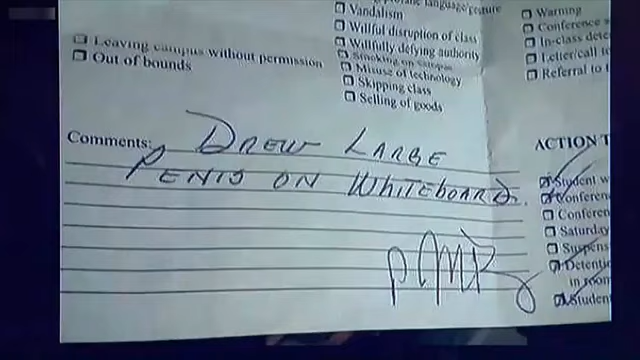 Vandalism
Willful disruption of class
Willfully defying authority
Smoking on campus
Misuse of technology
Skipping class
Selling of goods
Leaving campus without permission
Out of bounds
Warning
Conference
In-class
Letter/call to
Referral to
Comments: DREW LARGE
PENIS ON WHITEBOARD.
ACTION T
Student w
Conferenc
Conferen
Saturday
Suspens
Detentio
in room
Student